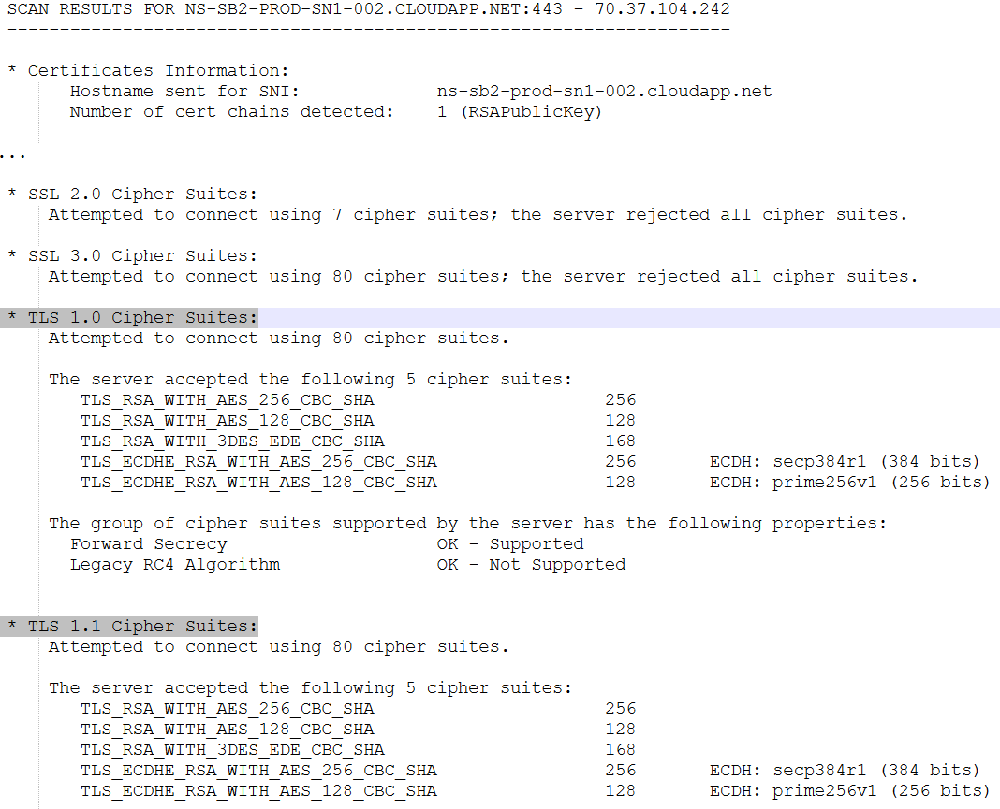 SCAN RESULTS FOR NS-SB2-PROD-SN1-002.CLOUDAPP.NET:443 - 70.37.104.242
---------------------------------------------------------------------
* Certificates Information:
Hostname sent for SNI: ns-sb2-prod-sn1-002.cloudapp.net
Number of cert chains detected: 1 (RSAPublicKey)
...
* SSL 2.0 Cipher Suites:
Attempted to connect using 7 cipher suites; the server rejected all cipher suites.
* SSL 3.0 Cipher Suites:
Attempted to connect using 80 cipher suites; the server rejected all cipher suites.
* TLS 1.0 Cipher Suites:
Attempted to connect using 80 cipher suites.
The server accepted the following 5 cipher suites:
TLS_RSA_WITH_AES_256_CBC_SHA 256
TLS_RSA_WITH_AES_128_CBC_SHA 128
TLS_RSA_WITH_3DES_EDE_CBC_SHA 168
TLS_ECDHE_RSA_WITH_AES_256_CBC_SHA 256 ECDH: secp384r1 (384 bits)
TLS_ECDHE_RSA_WITH_AES_128_CBC_SHA 128 ECDH: prime256v1 (256 bits)
The group of cipher suites supported by the server has the following properties:
Forward Secrecy OK - Supported
Legacy RC4 Algorithm OK - Not Supported
* TLS 1.1 Cipher Suites:
Attempted to connect using 80 cipher suites.
The server accepted the following 5 cipher suites:
TLS_RSA_WITH_AES_256_CBC_SHA 256
TLS_RSA_WITH_AES_128_CBC_SHA 128
TLS_RSA_WITH_3DES_EDE_CBC_SHA 168
TLS_ECDHE_RSA_WITH_AES_256_CBC_SHA 256 ECDH: secp384r1 (384 bits)
TLS_ECDHE_RSA_WITH_AES_128_CBC_SHA 128 ECDH: prime256v1 (256 bits)